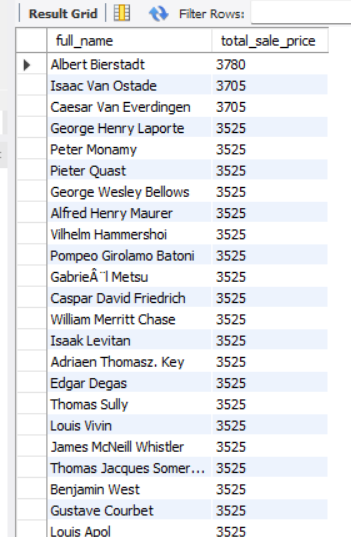 Result Grid Filter Rows:
full_name total_sale_price
Albert Bierstadt 3780
Isaac Van Ostade 3705
Caesar Van Everdingen 3705
George Henry Laporte 3525
Peter Monamy 3525
Pieter Quast 3525
George Wesley Bellows 3525
Alfred Henry Maurer 3525
Vilhelm Hammershoi 3525
Pompeo Girolamo Batoni 3525
GabrieÃ¨l Metsu 3525
Caspar David Friedrich 3525
William Merritt Chase 3525
Isaak Levitan 3525
Adriaen Thomasz. Key 3525
Edgar Degas 3525
Thomas Sully 3525
Louis Vivin 3525
James McNeill Whistler 3525
Thomas Jacques Somer... 3525
Benjamin West 3525
Gustave Courbet 3525
Louis Apol 3525